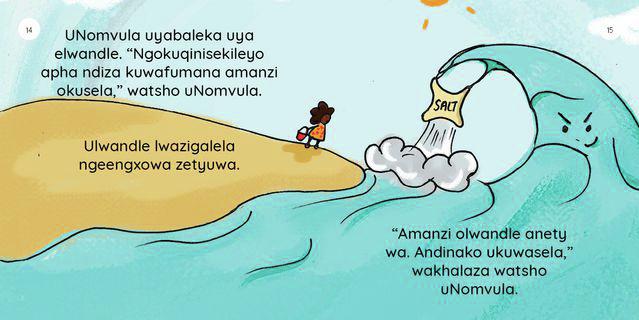 14
UNomvula uyabaleka uya
elwandle. “Ngokuqinisekileyo
apha ndiza kuwafumana amanzi
okusela,” watsho uNomvula.
Ulwandle lwazigalela
ngeengxowa zetyuwa.
15
SALT
“Amanzi olwandle anety
wa. Andinako ukuwasela,”
wakhalaza watsho
uNomvula.